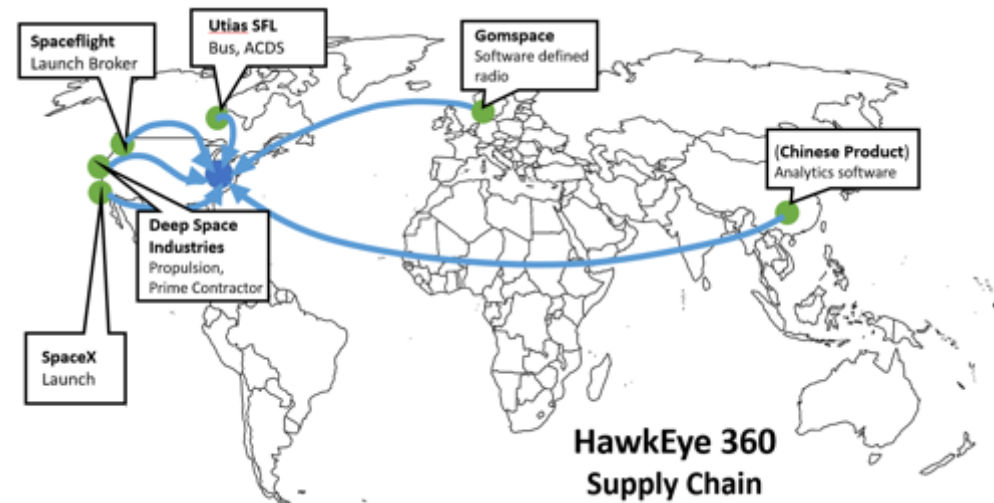 Spaceflight
Launch Broker
Utias SFL
Bus, ACDS
Gomspace
Software defined
radio
(Chinese Product)
Analytics software
Deep Space
Industries
Propulsion,
Prime Contractor
SpaceX
Launch
HawkEye 360
Supply Chain